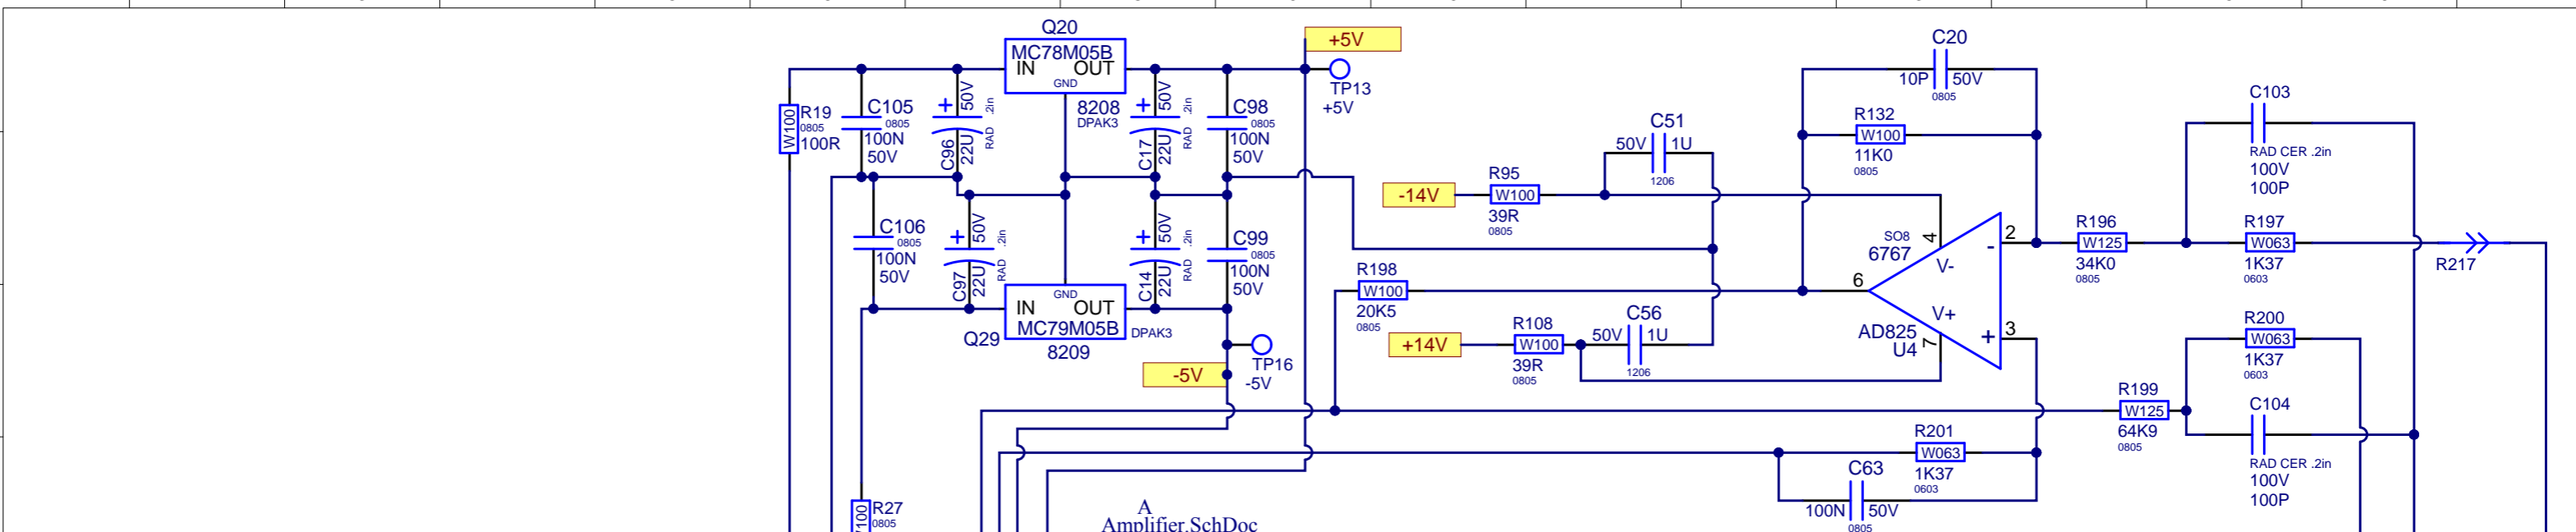 Q20
MC78M05B
IN OUT
GND
8208
DPAK3
+5V
TP13
+5V
R19
0805
W100
100R
C105
0805
100N
50V
+
50V
.2in
RAD
22U
C96
+
50V
.2in
RAD
22U
C17
C98
0805
100N
50V
C106
0805
100N
50V
+
50V
.2in
RAD
22U
C97
+
50V
.2in
RAD
22U
C14
C99
0805
100N
50V
GND
IN OUT
MC79M05B
DPAK3
Q29
8209
TP16
-5V
-5V
R27
0805
A
Amplifier.SchDoc
C51
50V 1U
1206
-14V
R95
W100
39R
0805
R198
W100
20K5
0805
+14V
R108
W100
39R
0805
C56
50V 1U
1206
C20
10P 50V
0805
R132
W100
11K0
0805
SO8
6767
4
V-
2
-
6
V+
AD825
U4
7
+
3
R196
W125
34K0
0805
C103
RAD CER .2in
100V
100P
R197
W063
1K37
0603
R217
R200
W063
1K37
0603
R199
W125
64K9
0805
C104
RAD CER .2in
100V
100P
R201
W063
1K37
0603
C63
100N 50V
0805